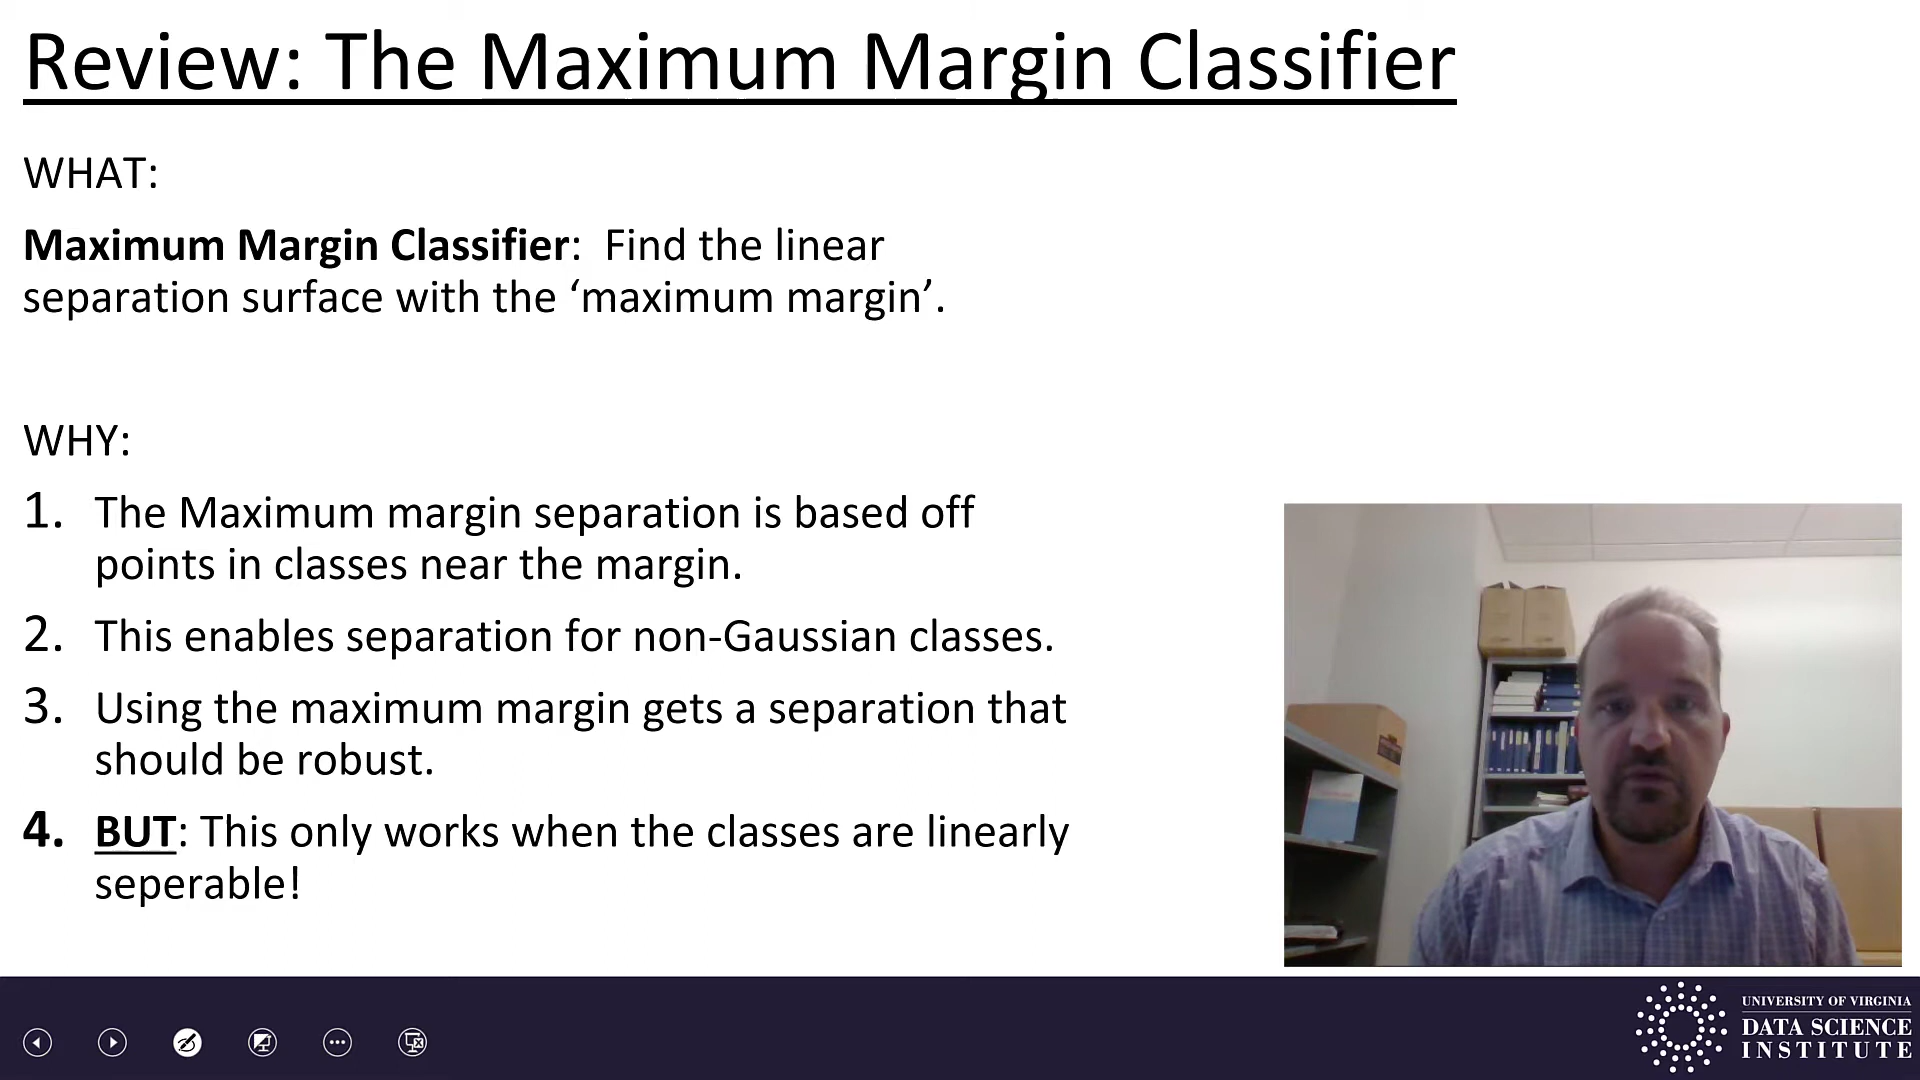 Review: The Maximum Margin Classifier
WHAT:
Maximum Margin Classifier: Find the linear
separation surface with the ‘maximum margin’.
WHY:
1. The Maximum margin separation is based off
points in classes near the margin.
2. This enables separation for non-Gaussian classes.
3. Using the maximum margin gets a separation that
should be robust.
4. BUT: This only works when the classes are linearly
seperable!
UNIVERSITY OF VIRGINIA
DATA SCIENCE
INSTITUTE